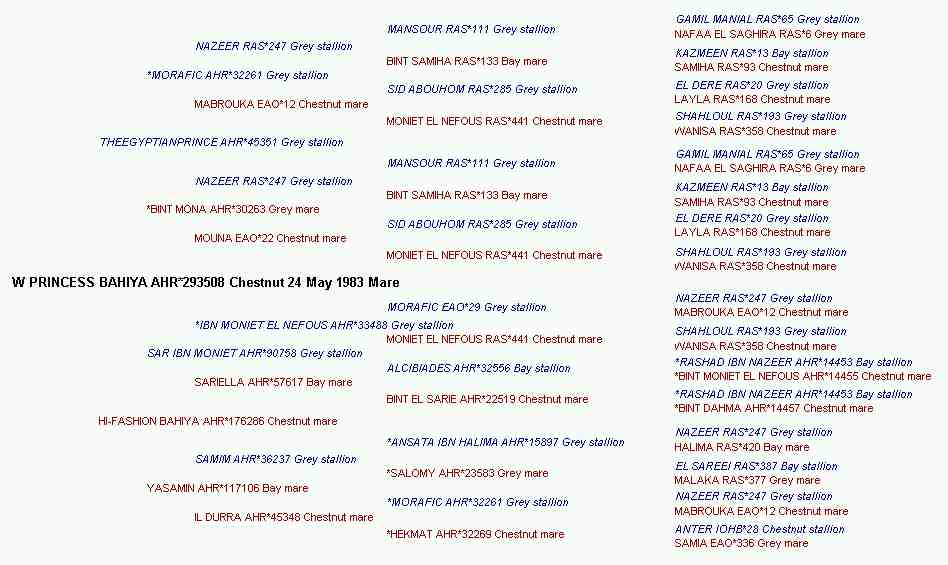 GAMIL MANIAL RAS*65 Grey stallion
MANSOUR RAS*111 Grey stallion
NAFAA EL SAGHIRA RAS*6 Grey mare
NAZEER RAS*247 Grey stallion
KAZMEEN RAS*13 Bay stallion
BINT SAMIHA RAS*133 Bay mare
SAMIHA RAS*93 Chestnut mare
*MORAFIC AHR*32261 Grey stallion
EL DERE RAS*20 Grey stallion
SID ABOUHOM RAS*285 Grey stallion
LAYLA RAS*168 Chestnut mare
MABROUKA EAO*12 Chestnut mare
SHAHLOUL RAS*193 Grey stallion
MONIET EL NEFOUS RAS*441 Chestnut mare
WANISA RAS*358 Chestnut mare
THEEGYPTIANPRINCE AHR*45351 Grey stallion
GAMIL MANIAL RAS*65 Grey stallion
MANSOUR RAS*111 Grey stallion
NAFAA EL SAGHIRA RAS*6 Grey mare
NAZEER RAS*247 Grey stallion
KAZMEEN RAS*13 Bay stallion
BINT SAMIHA RAS*133 Bay mare
SAMIHA RAS*93 Chestnut mare
*BINT MONA AHR*30263 Grey mare
EL DERE RAS*20 Grey stallion
SID ABOUHOM RAS*285 Grey stallion
LAYLA RAS*168 Chestnut mare
MOUNA EAO*22 Chestnut mare
SHAHLOUL RAS*193 Grey stallion
MONIET EL NEFOUS RAS*441 Chestnut mare
WANISA RAS*358 Chestnut mare
W PRINCESS BAHIYA AHR*293508 Chestnut 24 May 1983 Mare
NAZEER RAS*247 Grey stallion
MORAFIC EAO*29 Grey stallion
MABROUKA EAO*12 Chestnut mare
*IBN MONIET EL NEFOUS AHR*33488 Grey stallion
SHAHLOUL RAS*193 Grey stallion
MONIET EL NEFOUS RAS*441 Chestnut mare
WANISA RAS*358 Chestnut mare
SAR IBN MONIET AHR*90758 Grey stallion
*RASHAD IBN NAZEER AHR*14453 Bay stallion
ALCIBIADES AHR*32556 Bay stallion
*BINT MONIET EL NEFOUS AHR*14455 Chestnut mare
SARIELLA AHR*57617 Bay mare
*RASHAD IBN NAZEER AHR*14453 Bay stallion
BINT EL SARIE AHR*22519 Chestnut mare
*BINT DAHMA AHR*14457 Chestnut mare
HI-FASHION BAHIYA AHR*176286 Chestnut mare
NAZEER RAS*247 Grey stallion
*ANSATA IBN HALIMA AHR*15897 Grey stallion
HALIMA RAS*420 Bay mare
SAMIM AHR*36237 Grey stallion
EL SAREEI RAS*387 Bay stallion
*SALOMY AHR*23583 Grey mare
MALAKA RAS*377 Grey mare
YASAMIN AHR*117106 Bay mare
NAZEER RAS*247 Grey stallion
*MORAFIC AHR*32261 Grey stallion
MABROUKA EAO*12 Chestnut mare
IL DURRA AHR*45348 Chestnut mare
ANTER IOHB*28 Chestnut stallion
*HEKMAT AHR*32269 Chestnut mare
SAMIA EAO*336 Grey mare